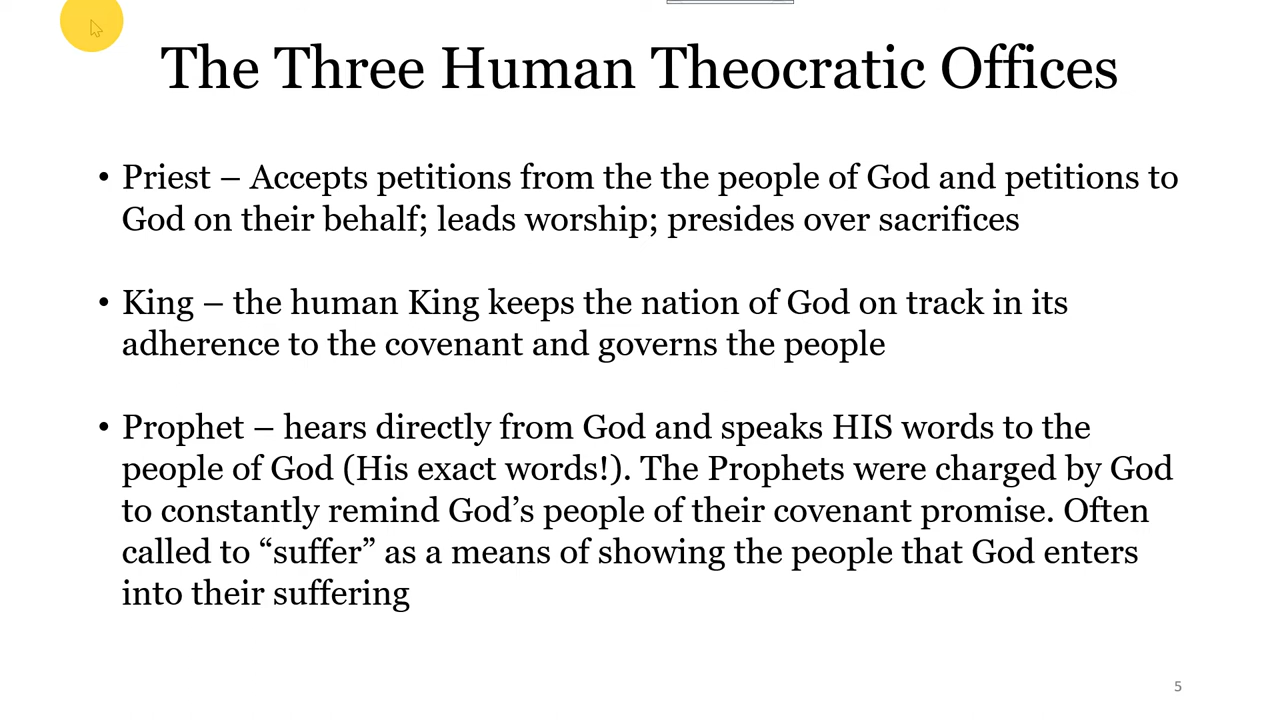 The Three Human Theocratic Offices
• Priest – Accepts petitions from the the people of God and petitions to
God on their behalf; leads worship; presides over sacrifices
• King – the human King keeps the nation of God on track in its
adherence to the covenant and governs the people
• Prophet – hears directly from God and speaks HIS words to the
people of God (His exact words!). The Prophets were charged by God
to constantly remind God’s people of their covenant promise. Often
called to “suffer” as a means of showing the people that God enters
into their suffering
5